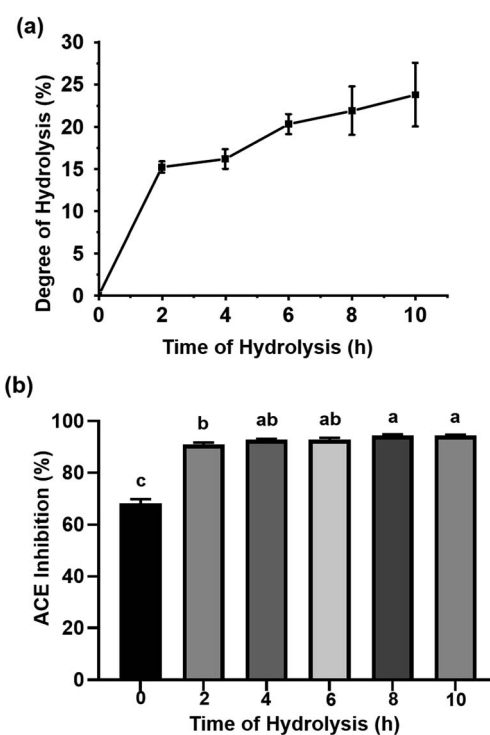 (a)
30
25
20
15
10
5
0
Degree of Hydrolysis (%)
0 2 4 6 8 10
Time of Hydrolysis (h)
(b)
100
80
60
40
20
0
ACE Inhibition (%)
c b ab ab a a
0 2 4 6 8 10
Time of Hydrolysis (h)